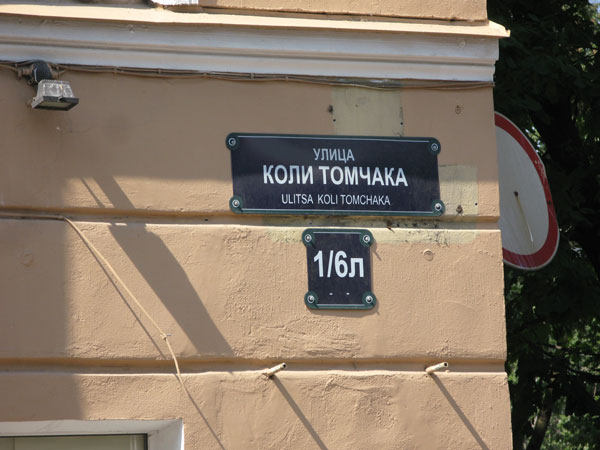 УЛИЦА
КОЛИ ТОМЧАКА
ULITSA KOLI TOMCHAKA
1/6л